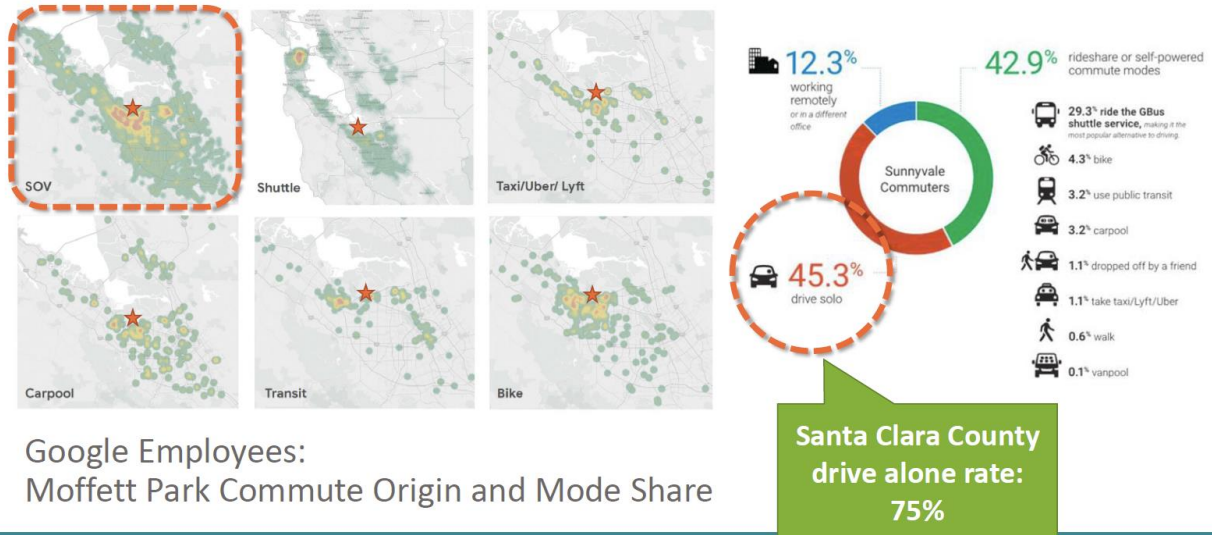 SOV
Shuttle
Taxi/Uber/ Lyft
Carpool
Transit
Bike
Google Employees:
Moffett Park Commute Origin and Mode Share
12.3%
working
remotely
or in a different
office
Sunnyvale
Commuters
45.3%
drive solo
42.9% rideshare or self-powered
commute modes
29.3% ride the GBus
shuttle service, making it the
most popular alternative to driving.
4.3% bike
3.2% use public transit
3.2% carpool
1.1% dropped off by a friend
1.1% take taxi/Lyft/Uber
0.6% walk
0.1% vanpool
Santa Clara County
drive alone rate:
75%